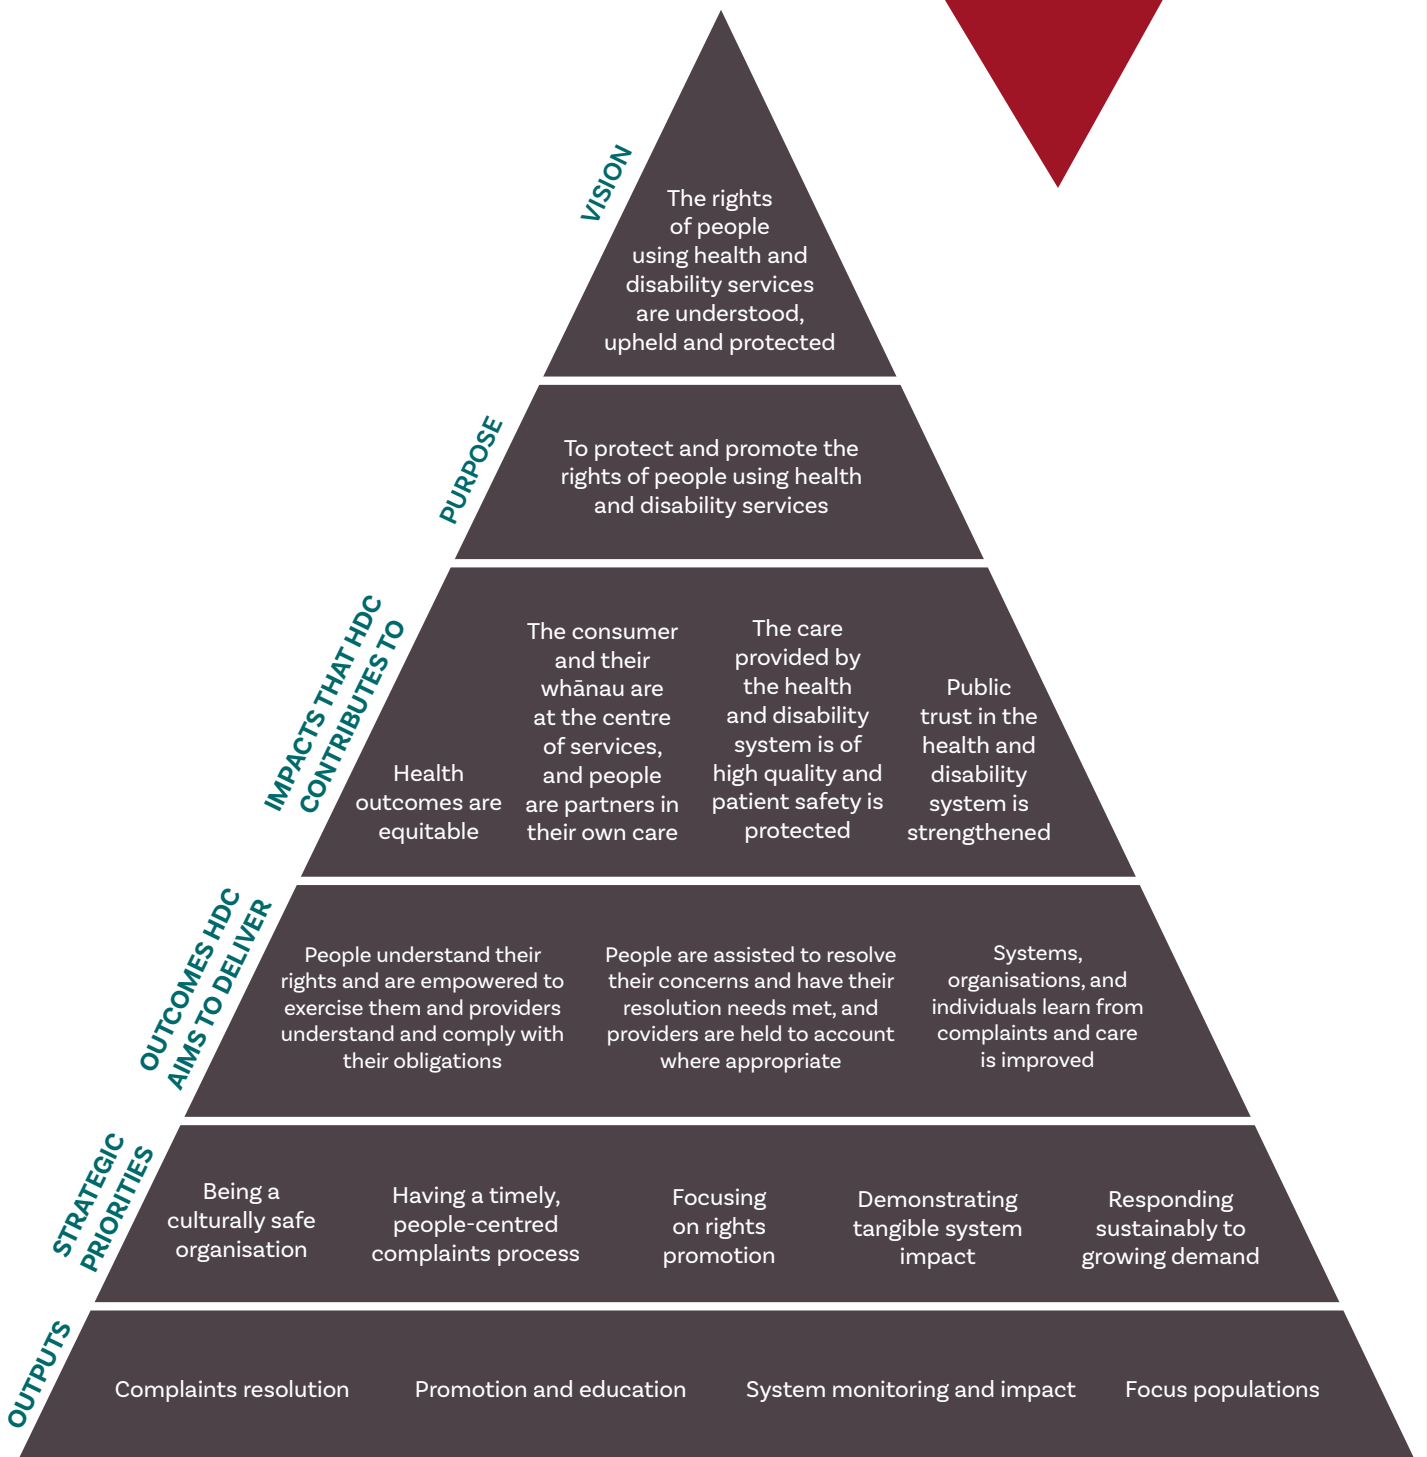 VISION
The rights
of people
using health and
disability services
are understood,
upheld and protected
PURPOSE
To protect and promote the
rights of people using health
and disability services
IMPACTS THAT HDC
CONTRIBUTES TO
Health
outcomes are
equitable
The consumer
and their
whānau are
at the centre
of services,
and people
are partners in
their own care
The care
provided by
the health
and disability
system is of
high quality and
patient safety is
protected
Public
trust in the
health and
disability
system is
strengthened
OUTCOMES HDC
AIMS TO DELIVER
People understand their
rights and are empowered to
exercise them and providers
understand and comply with
their obligations
People are assisted to resolve
their concerns and have their
resolution needs met, and
providers are held to account
where appropriate
Systems,
organisations, and
individuals learn from
complaints and care
is improved
STRATEGIC
PRIORITIES
Being a
culturally safe
organisation
Having a timely,
people-centred
complaints process
Focusing
on rights
promotion
Demonstrating
tangible system
impact
Responding
sustainably to
growing demand
OUTPUTS
Complaints resolution
Promotion and education
System monitoring and impact
Focus populations